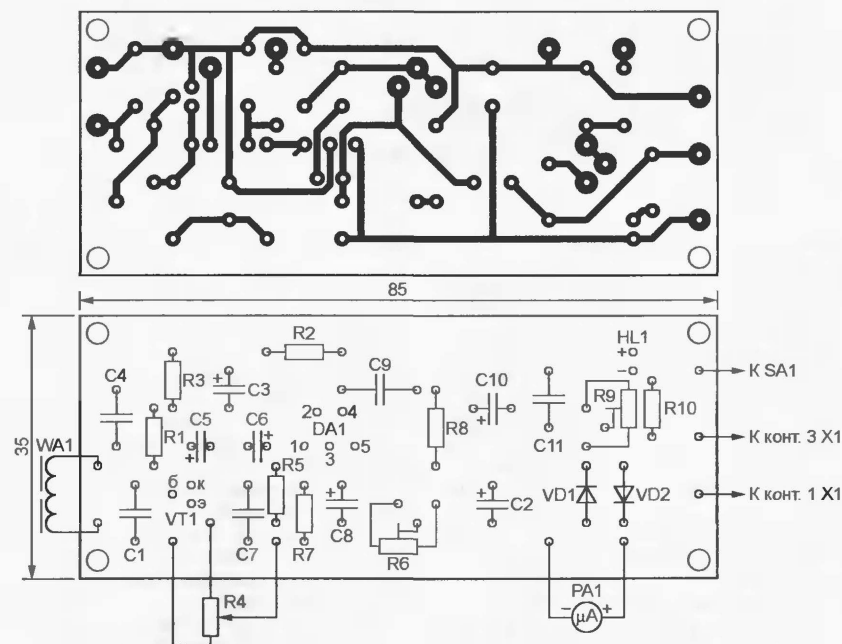 85
35
R2
HL1
+
−
К SA1
C4
R3
+
C3
C9
C10
+
R9
R10
C11
2
4
DA1
R8
C5
+
C6
+
R1
1
3
5
К конт. 3 X1
WA1
R5
б
к
э
VT1
+
C8
+
C2
VD1
VD2
К конт. 1 X1
C1
C7
R7
R6
R4
PA1
−
μA
+